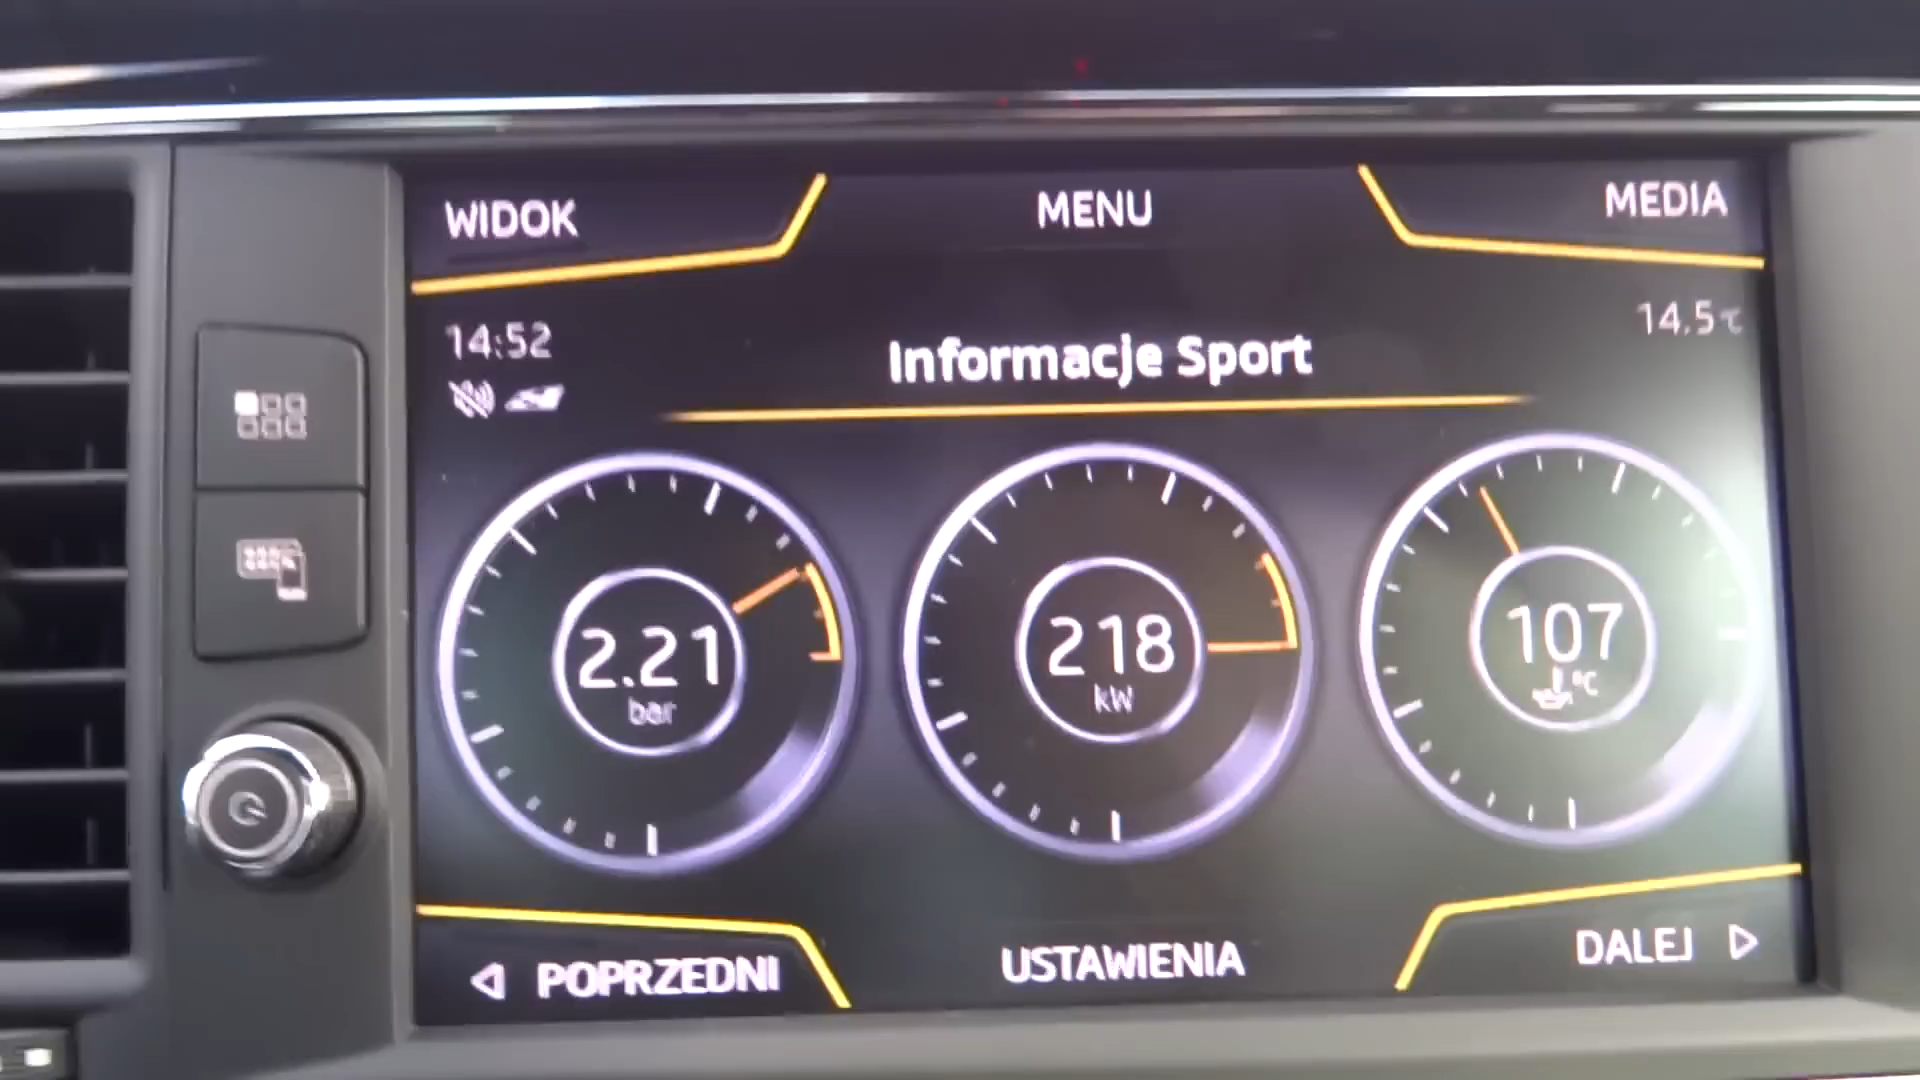 WIDOK
MENU
MEDIA
14:52
14.5°C
Informacje Sport
2.21
bar
218
kW
107
°C
POPRZEDNI
USTAWIENIA
DALEJ